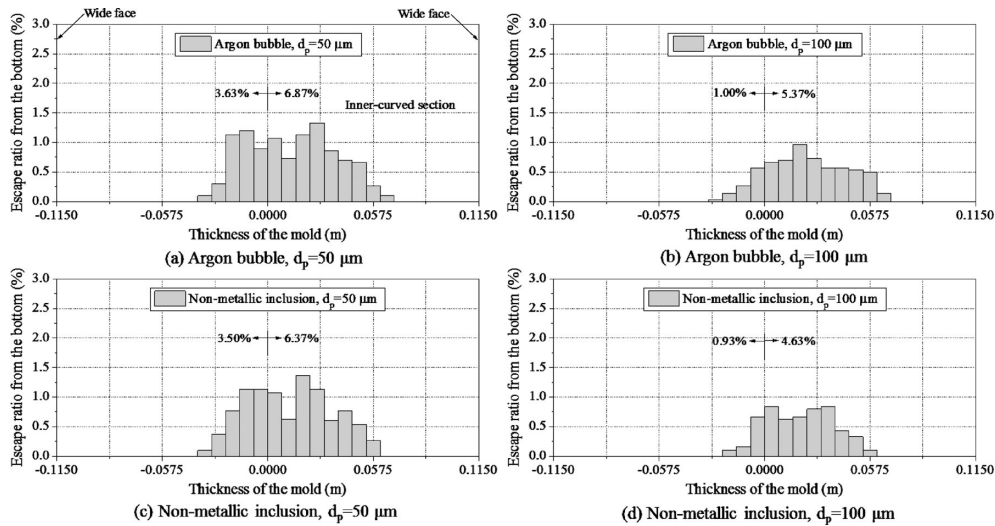 Wide face
Wide face
Argon bubble, dp=50 μm
3.63% 6.87%
Inner-curved section
Escape ratio from the bottom (%)
3.0
2.5
2.0
1.5
1.0
0.5
0.0
-0.1150 -0.0575 0.0000 0.0575 0.1150
Thickness of the mold (m)
(a) Argon bubble, dp=50 μm
Argon bubble, dp=100 μm
1.00% 5.37%
Escape ratio from the bottom (%)
3.0
2.5
2.0
1.5
1.0
0.5
0.0
-0.1150 -0.0575 0.0000 0.0575 0.1150
Thickness of the mold (m)
(b) Argon bubble, dp=100 μm
Non-metallic inclusion, dp=50 μm
3.50% 6.37%
Escape ratio from the bottom (%)
3.0
2.5
2.0
1.5
1.0
0.5
0.0
-0.1150 -0.0575 0.0000 0.0575 0.1150
Thickness of the mold (m)
(c) Non-metallic inclusion, dp=50 μm
Non-metallic inclusion, dp=100 μm
0.93% 4.63%
Escape ratio from the bottom (%)
3.0
2.5
2.0
1.5
1.0
0.5
0.0
-0.1150 -0.0575 0.0000 0.0575 0.1150
Thickness of the mold (m)
(d) Non-metallic inclusion, dp=100 μm